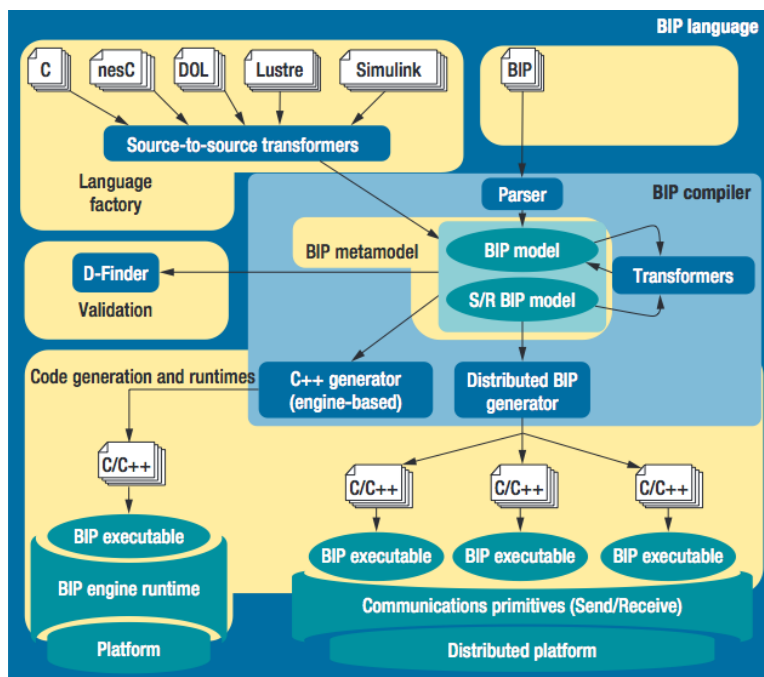 BIP language
C
nesC
DOL
Lustre
Simulink
BIP
Source-to-source transformers
Language
factory
Parser
BIP compiler
BIP metamodel
BIP model
Transformers
D-Finder
Validation
S/R BIP model
Code generation and runtimes
C++ generator
(engine-based)
Distributed BIP
generator
C/C++
C/C++
C/C++
C/C++
BIP executable
BIP executable
BIP executable
BIP executable
BIP engine runtime
Communications primitives (Send/Receive)
Platform
Distributed platform